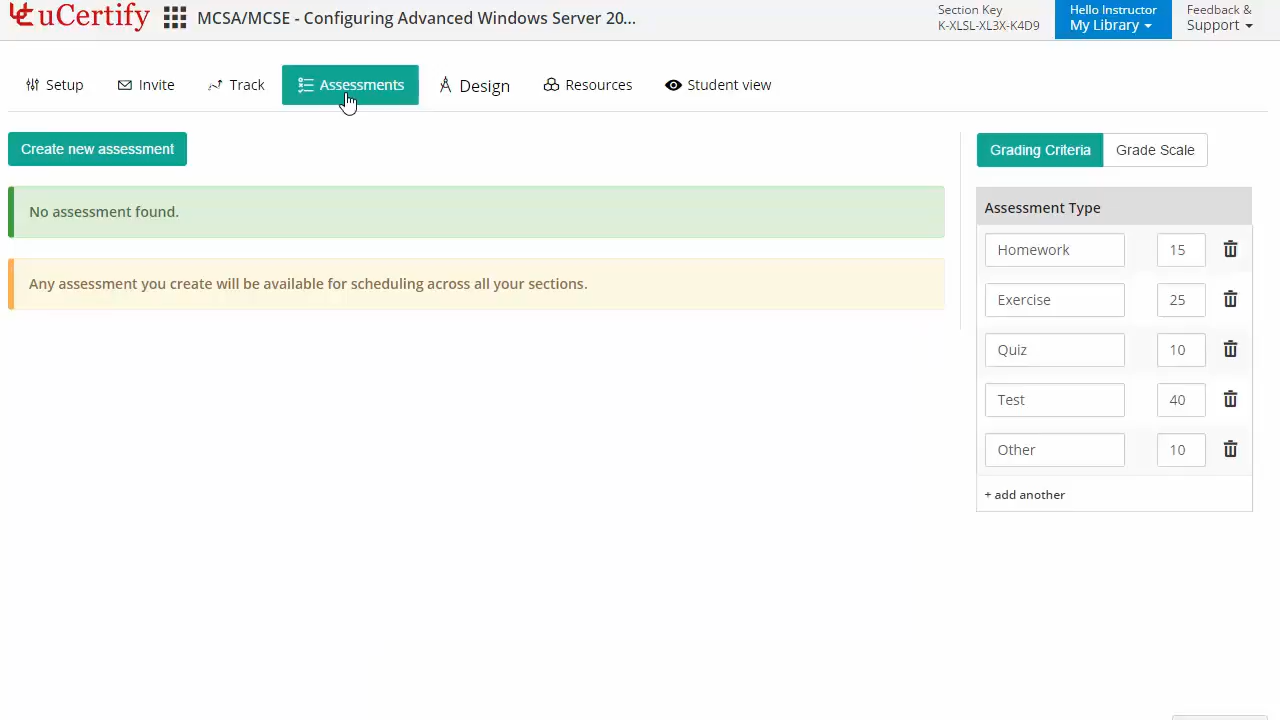 uCertify
MCSA/MCSE - Configuring Advanced Windows Server 20...
Section Key
K-XLSL-XL3X-K4D9
Hello Instructor
My Library
Feedback &
Support
Setup
Invite
Track
Assessments
Design
Resources
Student view
Create new assessment
No assessment found.
Any assessment you create will be available for scheduling across all your sections.
Grading Criteria
Grade Scale
Assessment Type
Homework 15
Exercise 25
Quiz 10
Test 40
Other 10
+ add another